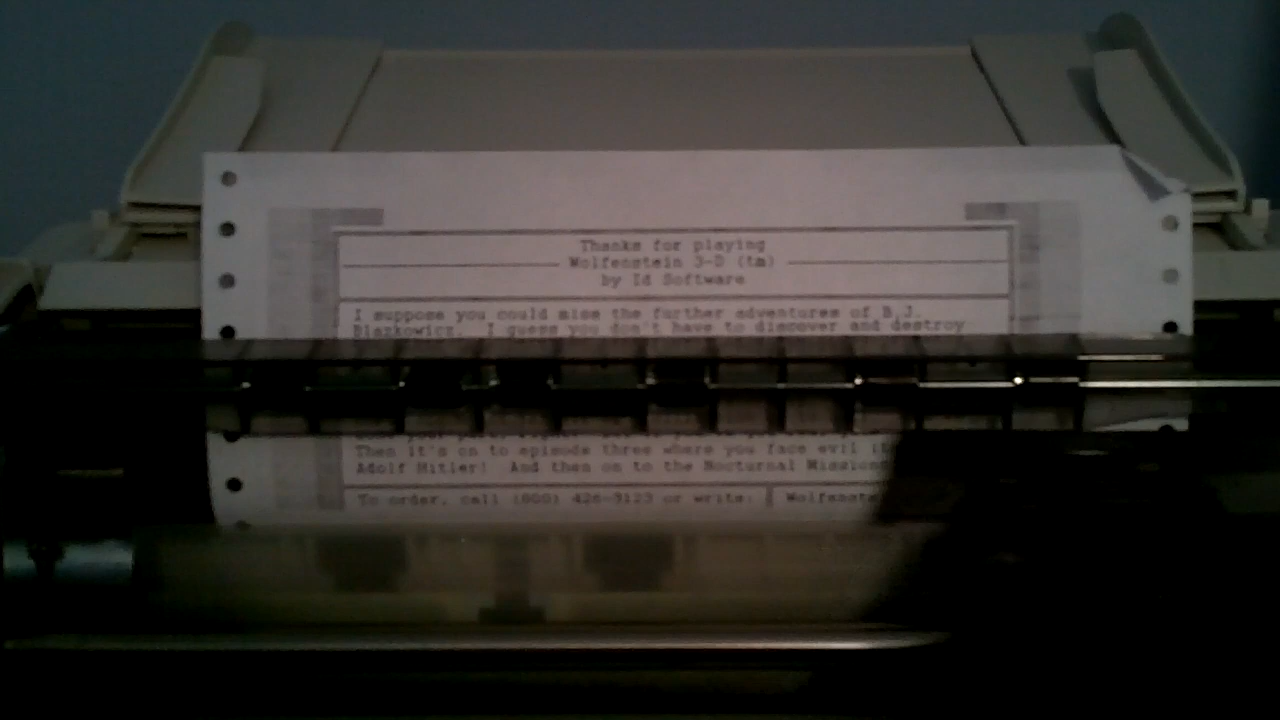 Thanks for playing
Wolfenstein 3-D (tm)
by Id Software
I suppose you could miss the further adventures of B.J.
Blazkowicz. I guess you don't have to discover and destroy
Then it's on to episode three where you face evil
Adolf Hitler! And then on to the Nocturnal Mission
To order, call (800) 426-3123 or write: Wolfenste